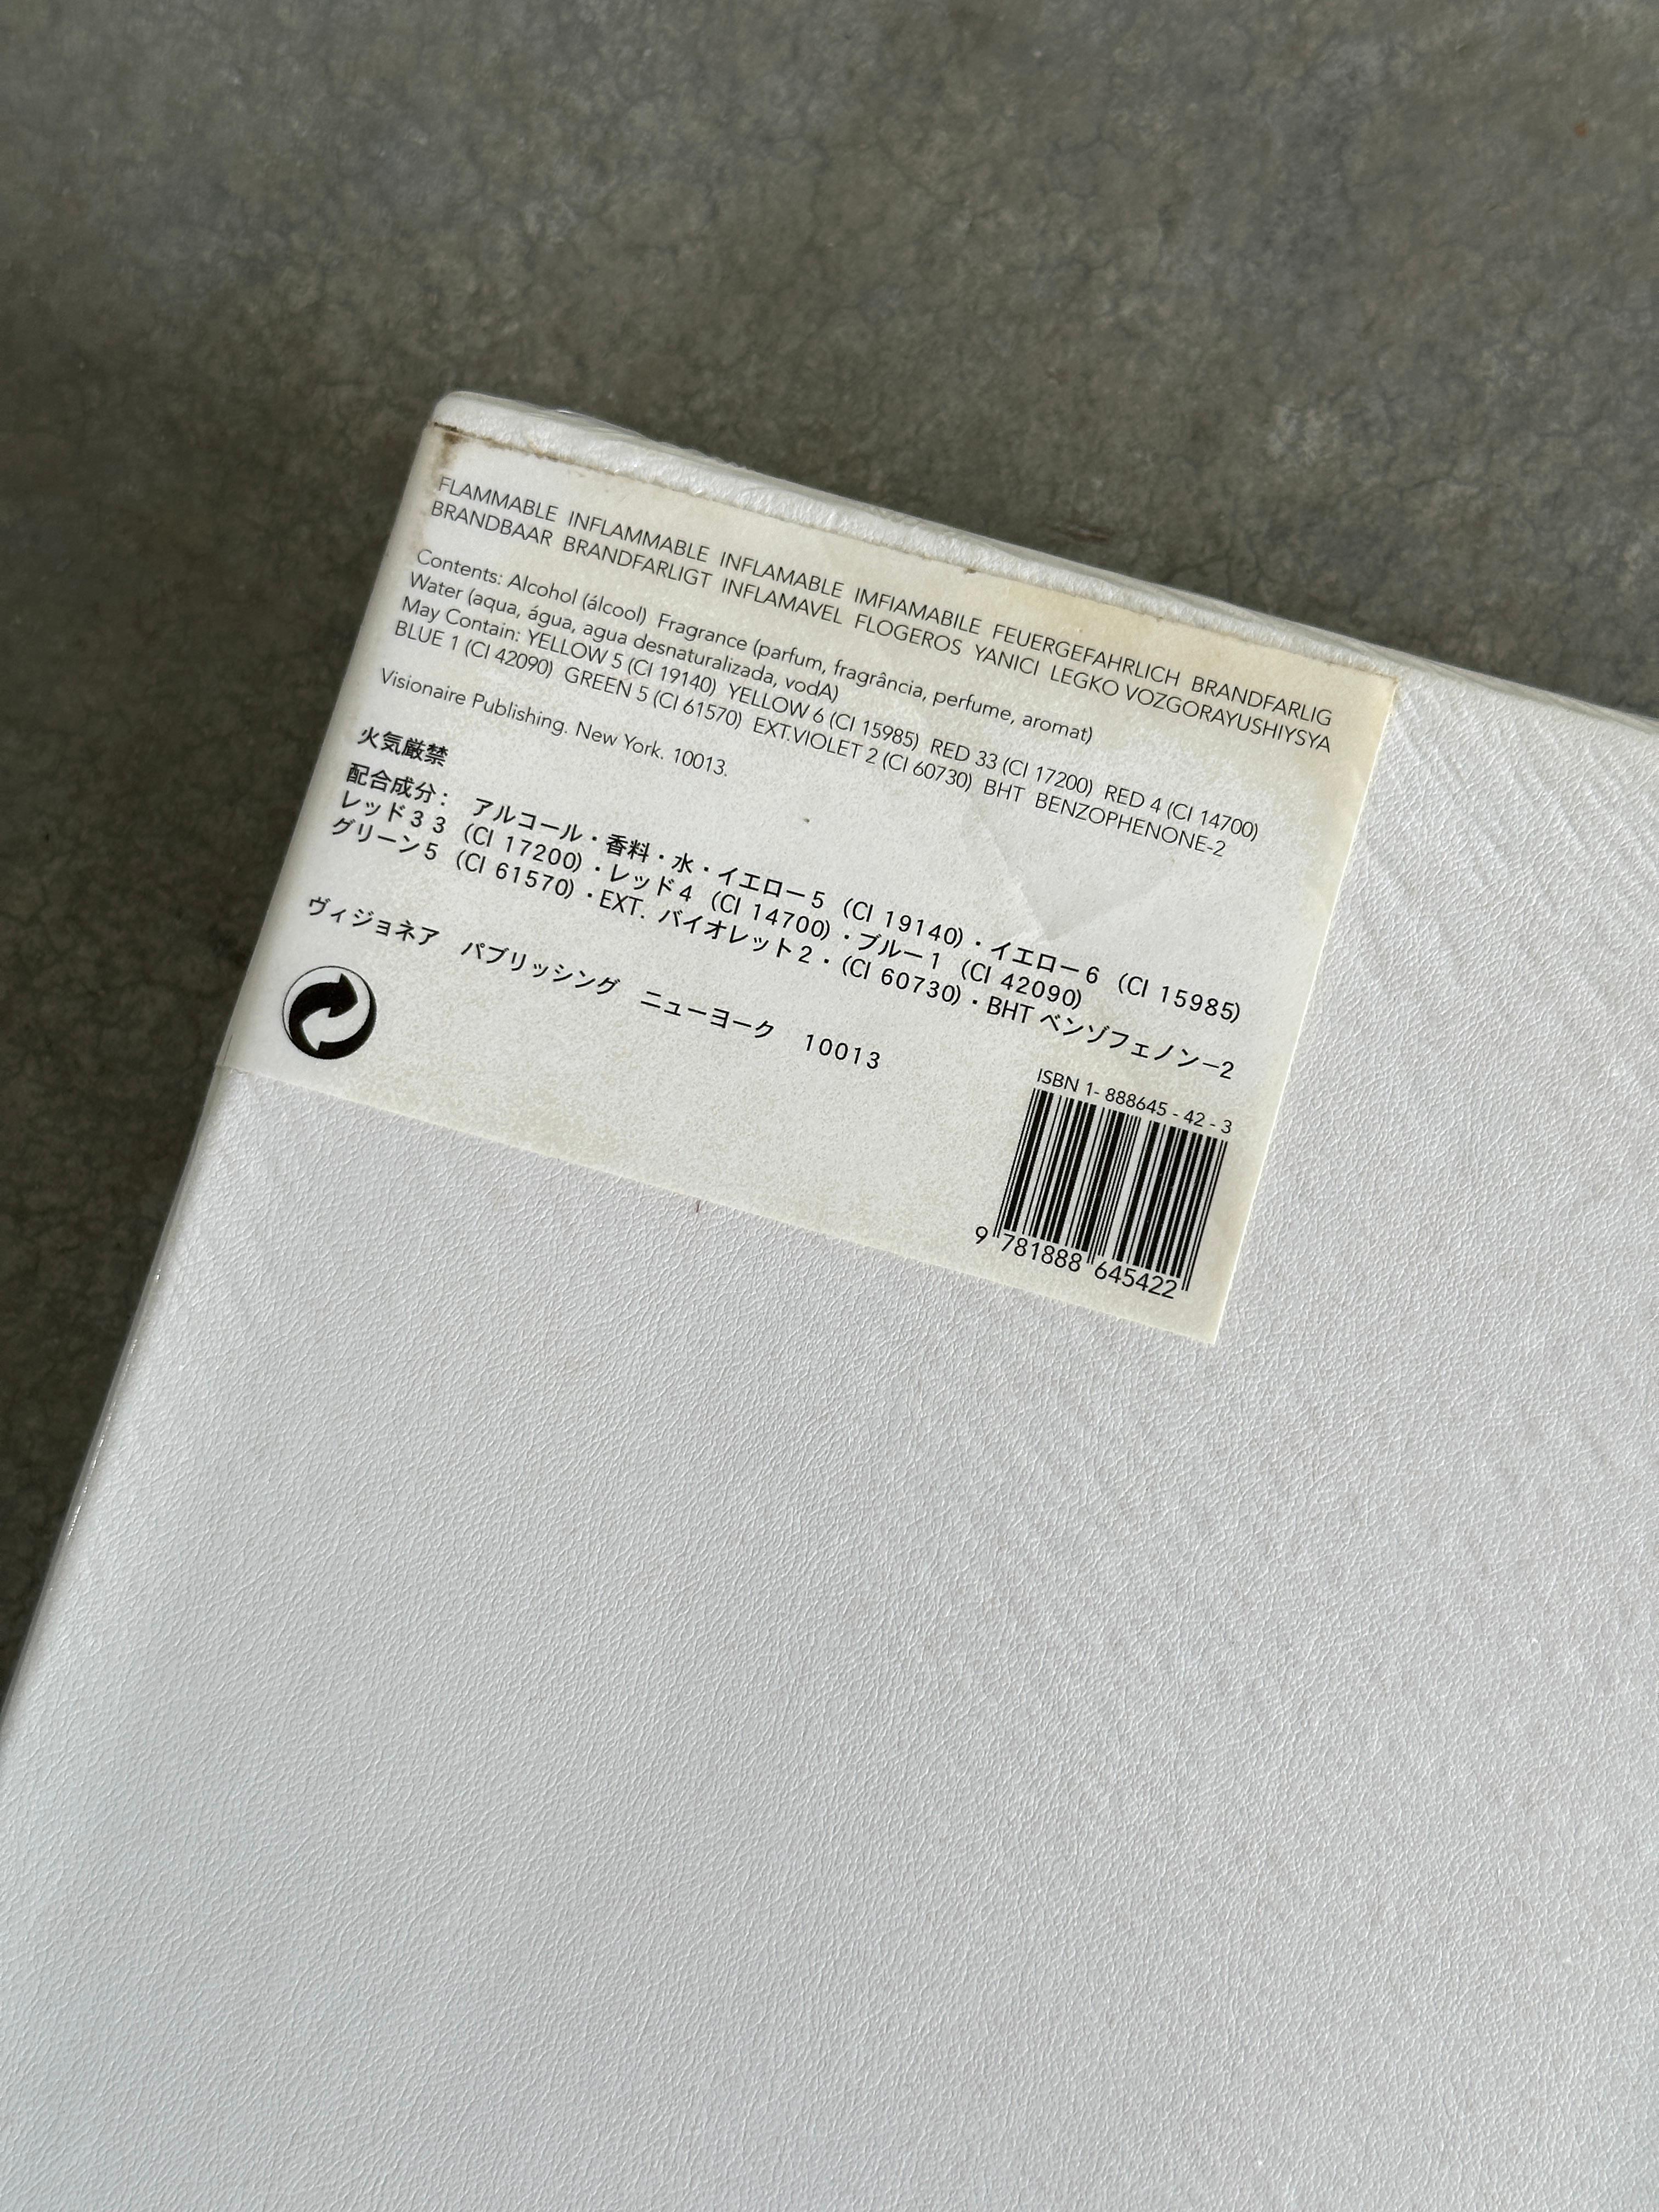 FLAMMABLE INFLAMMABLE INFLAMABLE IMFIAMABILE FEUERGEFAHRLICH BRANDFARLIG
BRANDBAAR BRANDFARLIGT INFLAMAVEL FLOGEROS YANICI LEGKO VOZGORAYUSHIYSYA
Contents: Alcohol (álcool) Fragrance (parfum, fragrância, perfume, aromat)
Water (aqua, água, agua desnaturalizada, vodA)
May Contain: YELLOW 5 (CI 19140) YELLOW 6 (CI 15985) RED 33 (CI 17200) RED 4 (CI 14700)
BLUE 1 (CI 42090) GREEN 5 (CI 61570) EXT.VIOLET 2 (CI 60730) BHT BENZOPHENONE-2
Visionaire Publishing. New York. 10013.
火気厳禁
配合成分： アルコール・香料・水・イエロー5 (CI 19140)・イエロー6 (CI 15985)
レッド33 (CI 17200)・レッド4 (CI 14700)・ブルー1 (CI 42090)
グリーン5 (CI 61570)・EXT. バイオレット2・(CI 60730)・BHT ベンゾフェノン−2
ヴィジョネア パブリッシング ニューヨーク 10013
ISBN 1- 888645 - 42 - 3
9 781888 645422